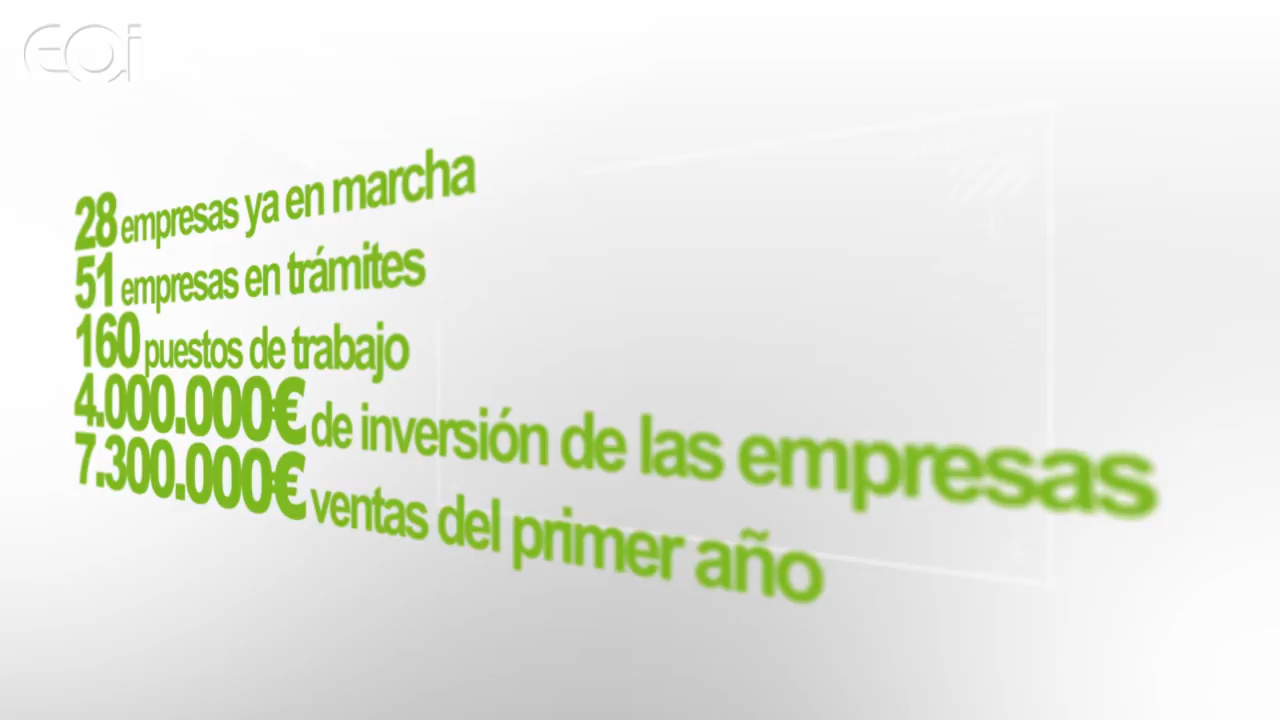 eoi
28 empresas ya en marcha
51 empresas en trámites
160 puestos de trabajo
4.000.000€ de inversión de las empresas
7.300.000€ ventas del primer año